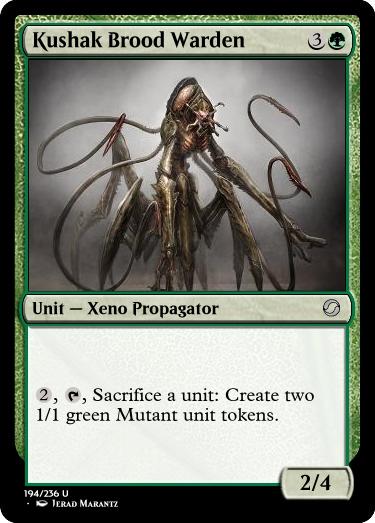 Kushak Brood Warden 3
Unit — Xeno Propagator
2, , Sacrifice a unit: Create two
1/1 green Mutant unit tokens.
2/4
194/236 U
· Jerad Marantz